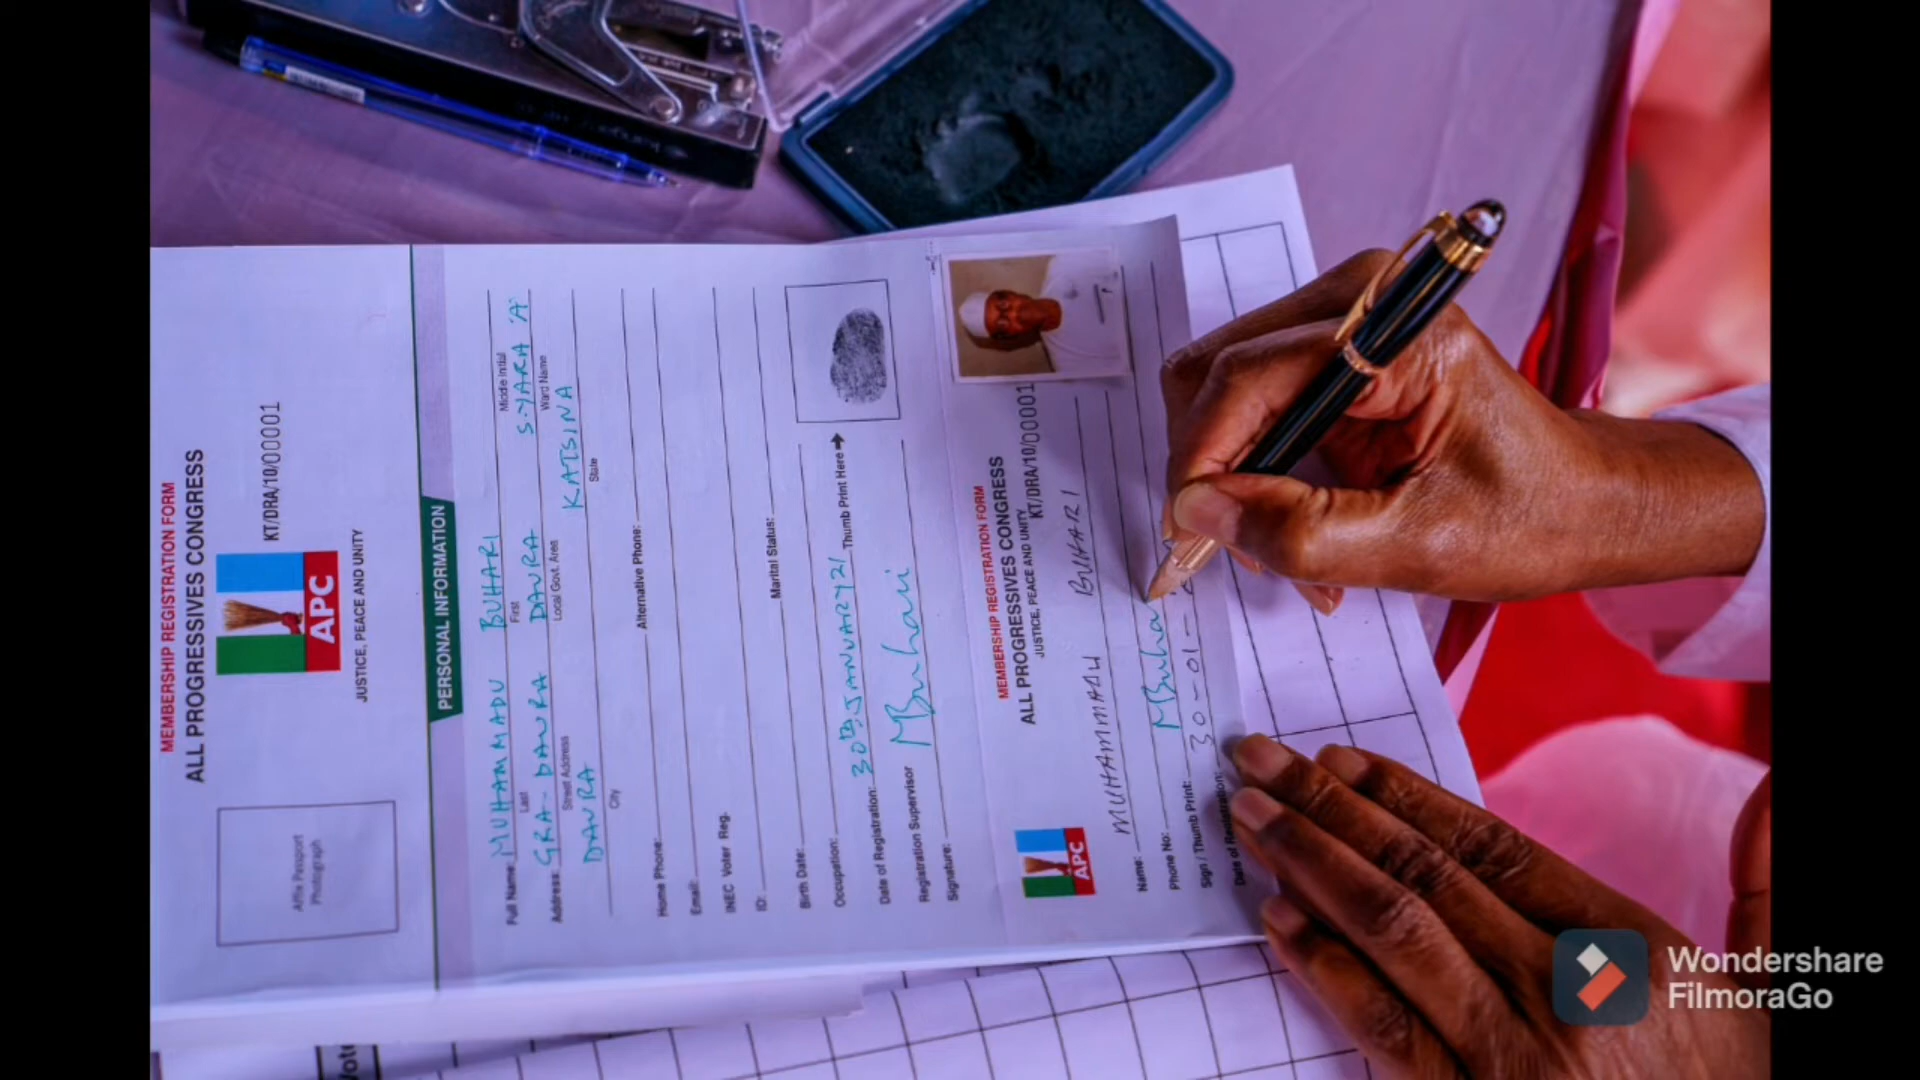 MEMBERSHIP REGISTRATION FORM
ALL PROGRESSIVES CONGRESS
Affix Passport
Photograph
APC
KT/DRA/10/00001
JUSTICE, PEACE AND UNITY
PERSONAL INFORMATION
Full Name: MUHAMMADU BUHARI
Last First Middle Initial
Address: GRA - DAURA DAURA S-YARA 'A'
Street Address Local Govt. Area Ward Name
DAURA KATSINA
City State
Home Phone: Alternative Phone:
Email:
INEC Voter Reg.
ID:
Birth Date: Marital Status:
Occupation:
Date of Registration: 30th, JANUARY 21 Thumb Print Here
Registration Supervisor
Signature: MBuhari
MEMBERSHIP REGISTRATION FORM
ALL PROGRESSIVES CONGRESS
JUSTICE, PEACE AND UNITY
KT/DRA/10/00001
APC
Name: MUHAMMADU BUHARI
Phone No:
Sign / Thumb Print: MBuha
Date of Registration: 30-01-
Wondershare
FilmoraGo